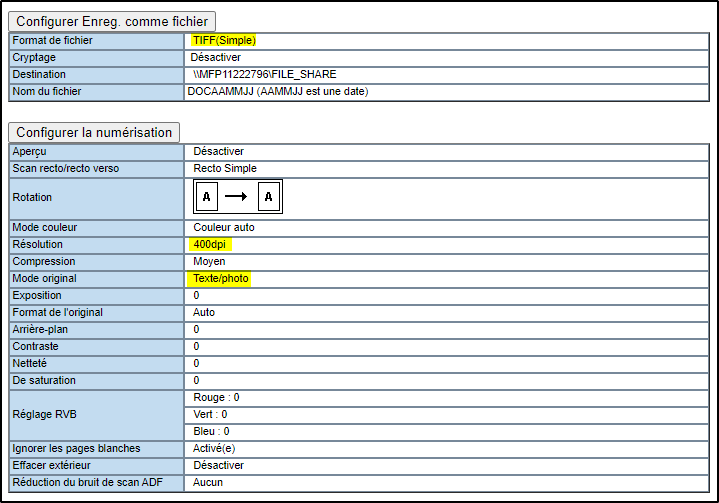 Configurer Enreg. comme fichier
Format de fichier TIFF(Simple)
Cryptage Désactiver
Destination \\MFP11222796\FILE_SHARE
Nom du fichier DOCAAMMJJ (AAMMJJ est une date)
Configurer la numérisation
Aperçu Désactiver
Scan recto/recto verso Recto Simple
Rotation A → A
Mode couleur Couleur auto
Résolution 400dpi
Compression Moyen
Mode original Texte/photo
Exposition 0
Format de l'original Auto
Arrière-plan 0
Contraste 0
Netteté 0
De saturation 0
Réglage RVB Rouge : 0
Vert : 0
Bleu : 0
Ignorer les pages blanches Activé(e)
Effacer extérieur Désactiver
Réduction du bruit de scan ADF Aucun